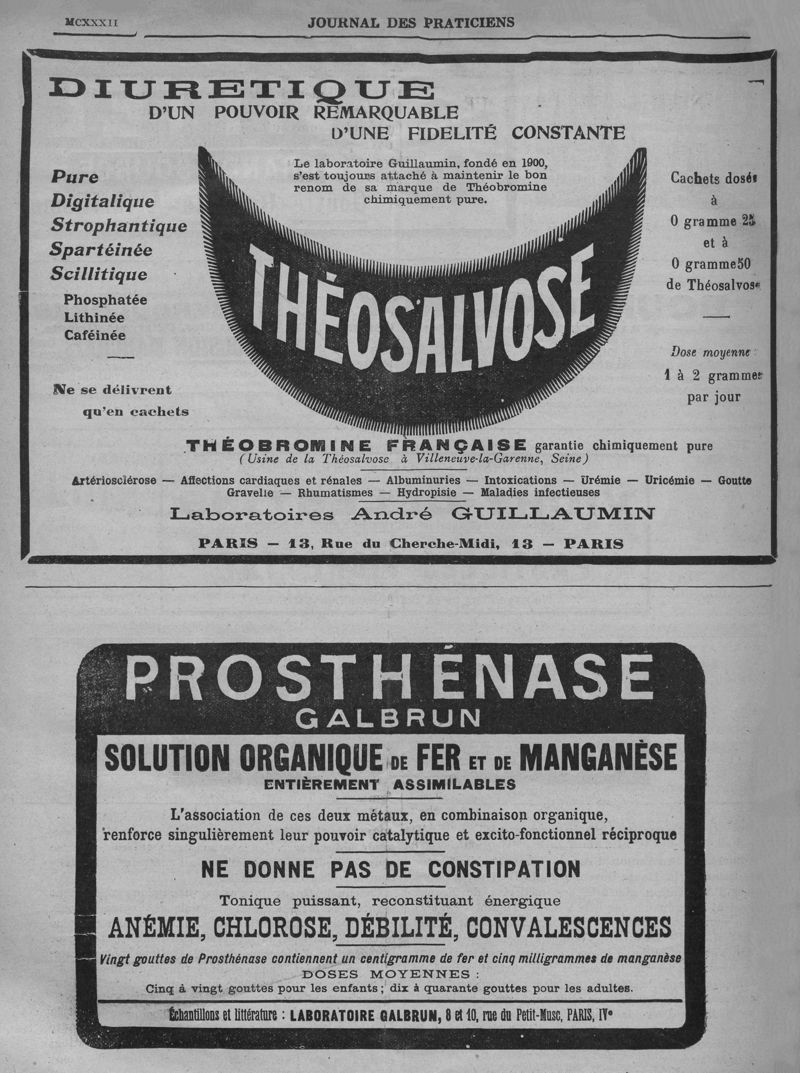 MCXXXII
JOURNAL DES PRATICIENS
DIURETIQUE
D'UN POUVOIR REMARQUABLE
D'UNE FIDELITÉ CONSTANTE
Le laboratoire Guillaumin, fondé en 1900,
s'est toujours attaché à maintenir le bon
renom de sa marque de Théobromine
chimiquement pure.
Pure
Digitalique
Strophantique
Spartéinée
Scillitique
Phosphatée
Lithinée
Caféinée
Ne se délivrent
qu'en cachets
THÉOSALVOSE
Cachets dosés
à
0 gramme 25
et à
0 gramme 50
de Théosalvose
Dose moyenne :
1 à 2 grammes
par jour
THÉOBROMINE FRANÇAISE garantie chimiquement pure
(Usine de la Théosalvose à Villeneuve-la-Garenne, Seine)
Artériosclérose — Affections cardiaques et rénales — Albuminuries — Intoxications — Urémie — Uricémie — Goutte
Gravelle — Rhumatismes — Hydropisie — Maladies infectieuses
Laboratoires André GUILLAUMIN
PARIS — 13, Rue du Cherche-Midi, 13 — PARIS
PROSTHÉNASE
GALBRUN
SOLUTION ORGANIQUE DE FER ET DE MANGANÈSE
ENTIÈREMENT ASSIMILABLES
L'association de ces deux métaux, en combinaison organique,
renforce singulièrement leur pouvoir catalytique et excito-fonctionnel réciproque
NE DONNE PAS DE CONSTIPATION
Tonique puissant, reconstituant énergique
ANÉMIE, CHLOROSE, DÉBILITÉ, CONVALESCENCES
Vingt gouttes de Prosthénase contiennent un centigramme de fer et cinq milligrammes de manganèse
DOSES MOYENNES :
Cinq à vingt gouttes pour les enfants ; dix à quarante gouttes pour les adultes.
Échantillons et littérature : LABORATOIRE GALBRUN, 8 et 10, rue du Petit-Musc, PARIS, IVe